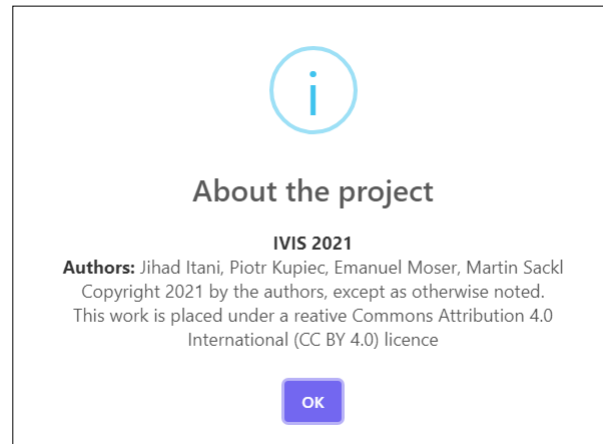 i
About the project
IVIS 2021
Authors: Jihad Itani, Piotr Kupiec, Emanuel Moser, Martin Sackl
Copyright 2021 by the authors, except as otherwise noted.
This work is placed under a reative Commons Attribution 4.0
International (CC BY 4.0) licence
OK